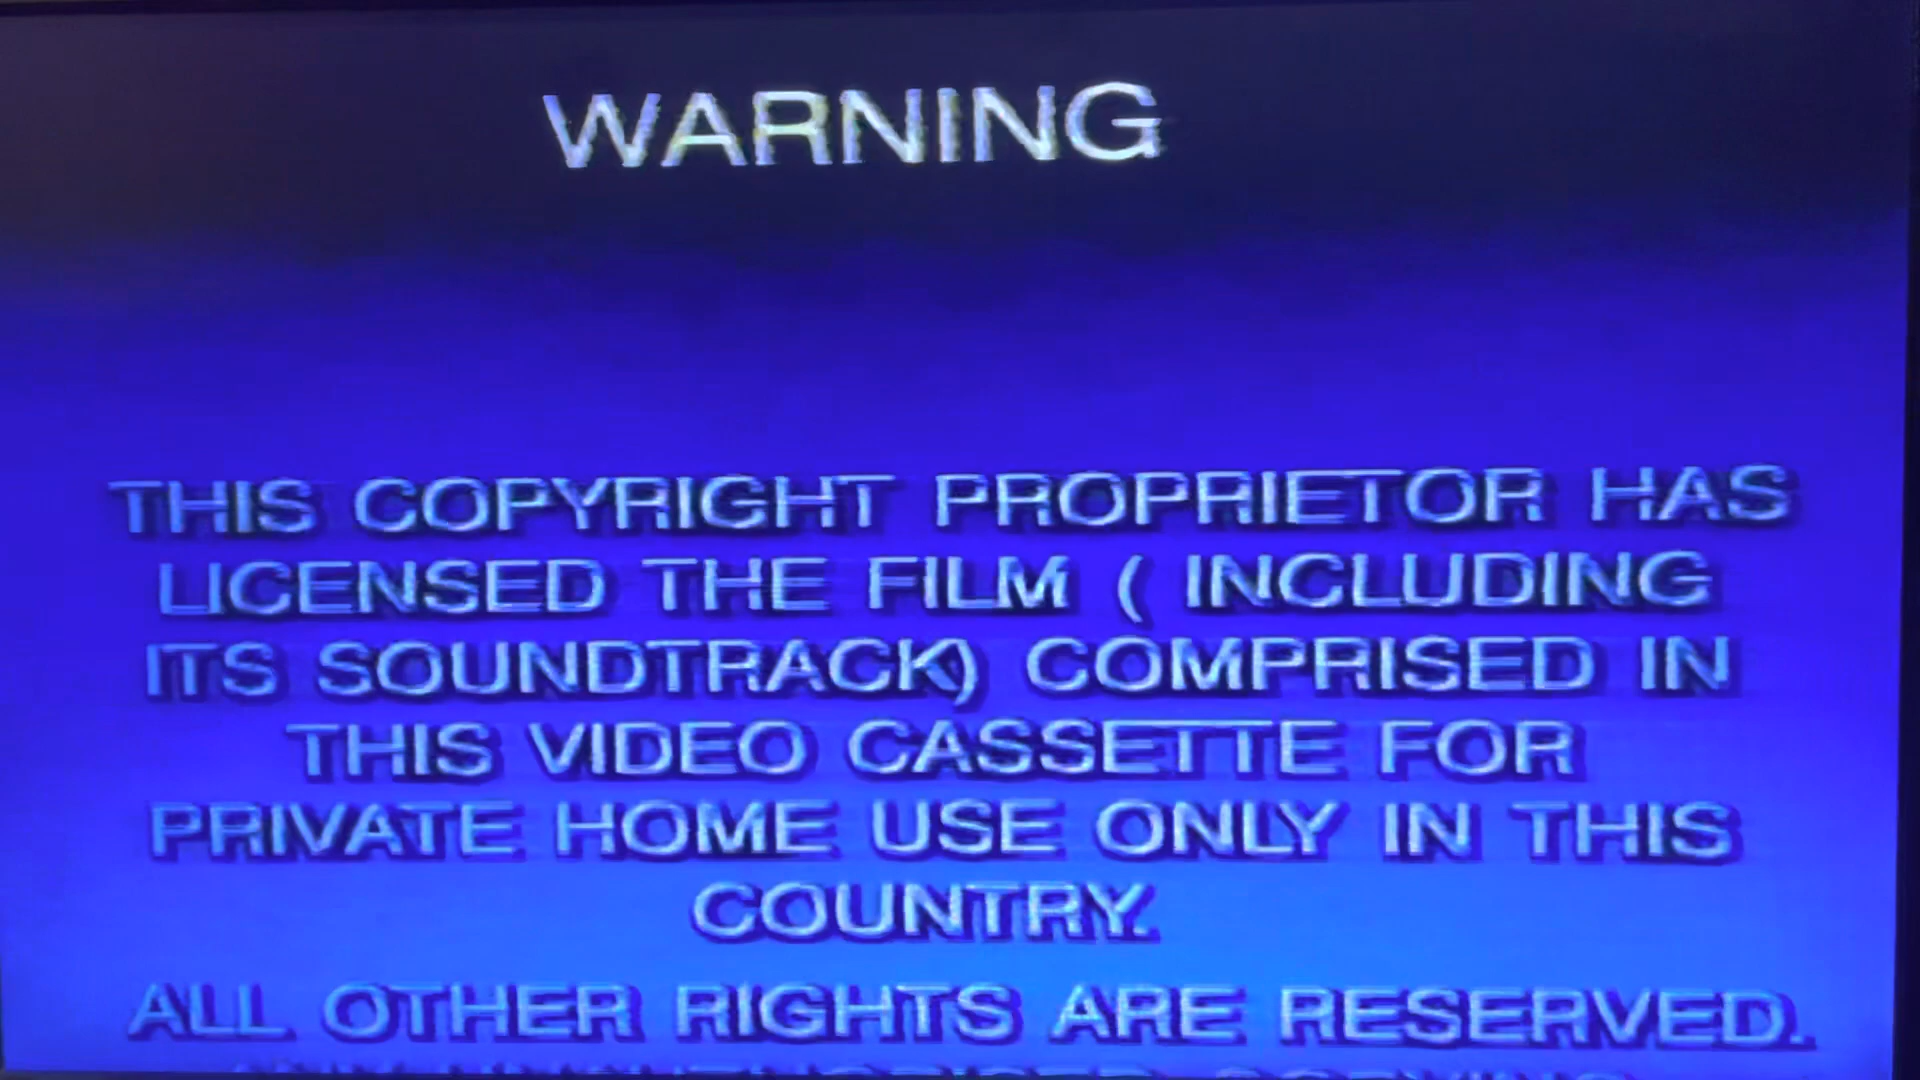 WARNING
THIS COPYRIGHT PROPRIETOR HAS
LICENSED THE FILM ( INCLUDING
ITS SOUNDTRACK) COMPRISED IN
THIS VIDEO CASSETTE FOR
PRIVATE HOME USE ONLY IN THIS
COUNTRY.
ALL OTHER RIGHTS ARE RESERVED.